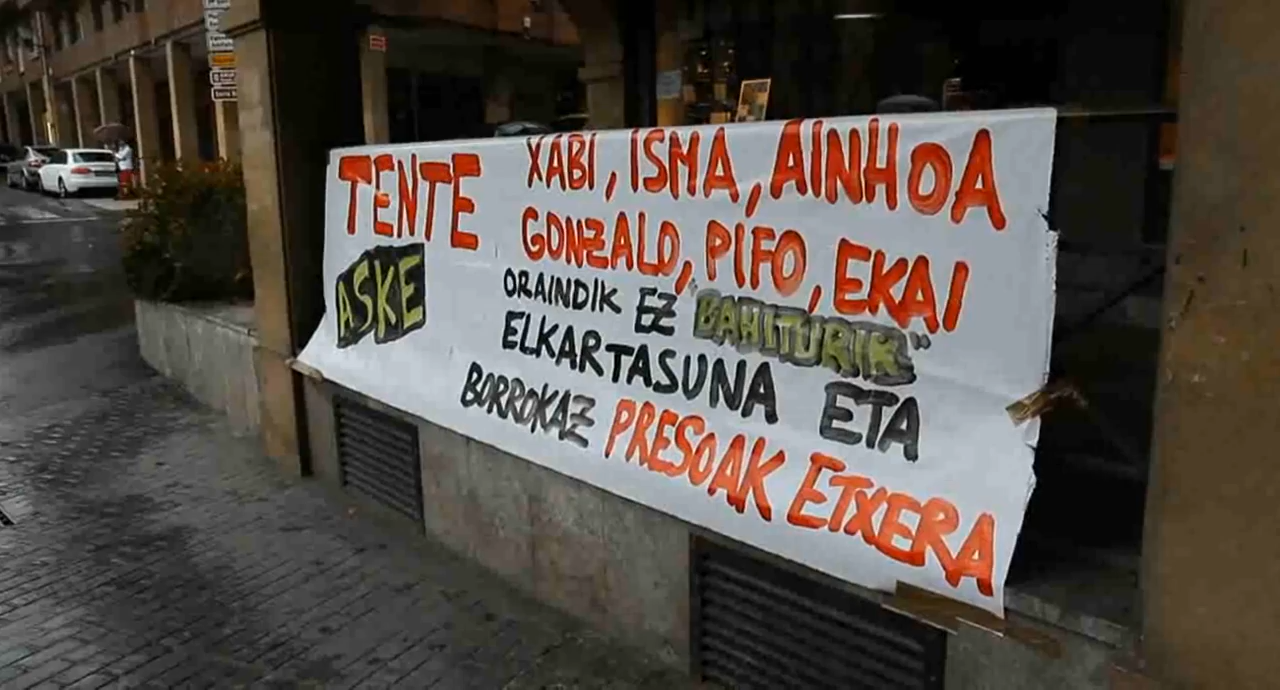 TENTE
ASKE
XABI, ISMA, AINHOA
GONZALO, PIFO, EKAI
ORAINDIK EZ "BAHITURIK"
ELKARTASUNA ETA
BORROKAZ PRESOAK ETXERA